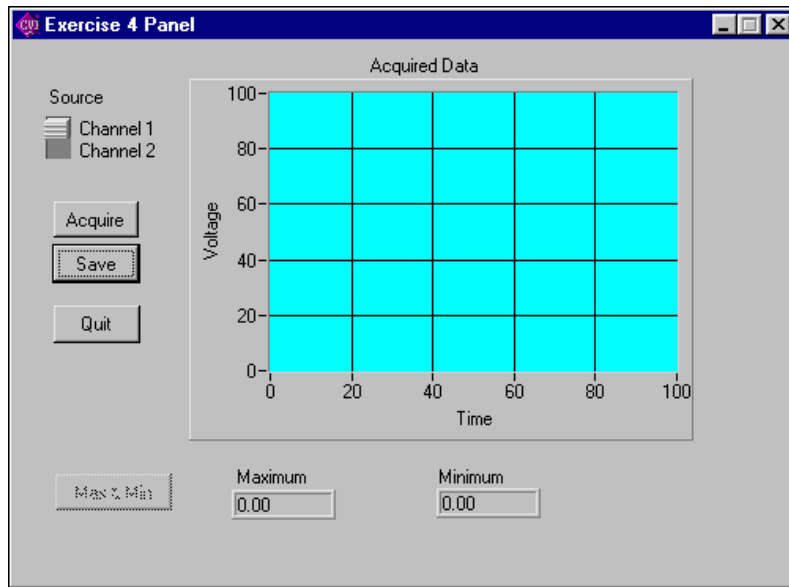 CVI Exercise 4 Panel
Acquired Data
Source
Channel 1
Channel 2
Acquire
Save
Quit
Voltage
100
80
60
40
20
0
0 20 40 60 80 100
Time
Max & Min
Maximum
0.00
Minimum
0.00